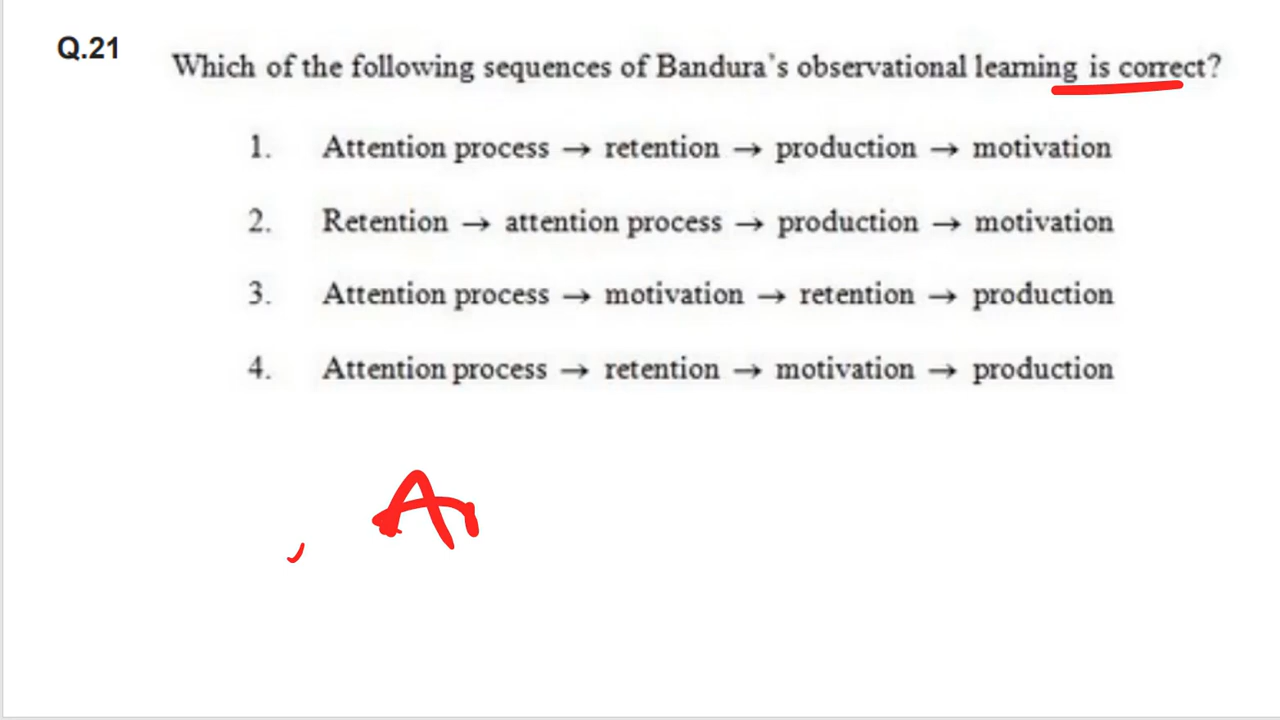 Q.21
Which of the following sequences of Bandura's observational learning is correct?
1. Attention process → retention → production → motivation
2. Retention → attention process → production → motivation
3. Attention process → motivation → retention → production
4. Attention process → retention → motivation → production